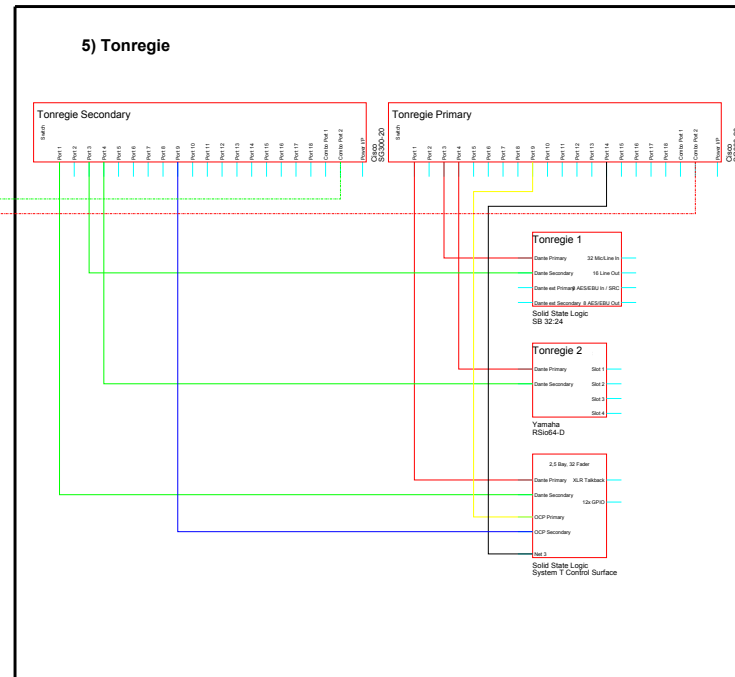 5) Tonregie
Tonregie Secondary
Switch
Port 1
Port 2
Port 3
Port 4
Port 5
Port 6
Port 7
Port 8
Port 9
Port 10
Port 11
Port 12
Port 13
Port 14
Port 15
Port 16
Port 17
Port 18
Combo Port 1
Combo Port 2
Power I/P
Cisco
SG300-20
Tonregie Primary
Switch
Port 1
Port 2
Port 3
Port 4
Port 5
Port 6
Port 7
Port 8
Port 9
Port 10
Port 11
Port 12
Port 13
Port 14
Port 15
Port 16
Port 17
Port 18
Combo Port 1
Combo Port 2
Power I/P
Cisco
Tonregie 1
Dante Primary 32 Mic/Line In
Dante Secondary 16 Line Out
Dante ext Primary AES/EBU In / SRC
Dante ext Secondary 8 AES/EBU Out
Solid State Logic
SB 32:24
Tonregie 2
Dante Primary Slot 1
Dante Secondary Slot 2
Slot 3
Slot 4
Yamaha
RSio64-D
2,5 Bay, 32 Fader
Dante Primary XLR Talkback
Dante Secondary
12x GPIO
OCP Primary
OCP Secondary
Net 3
Solid State Logic
System T Control Surface